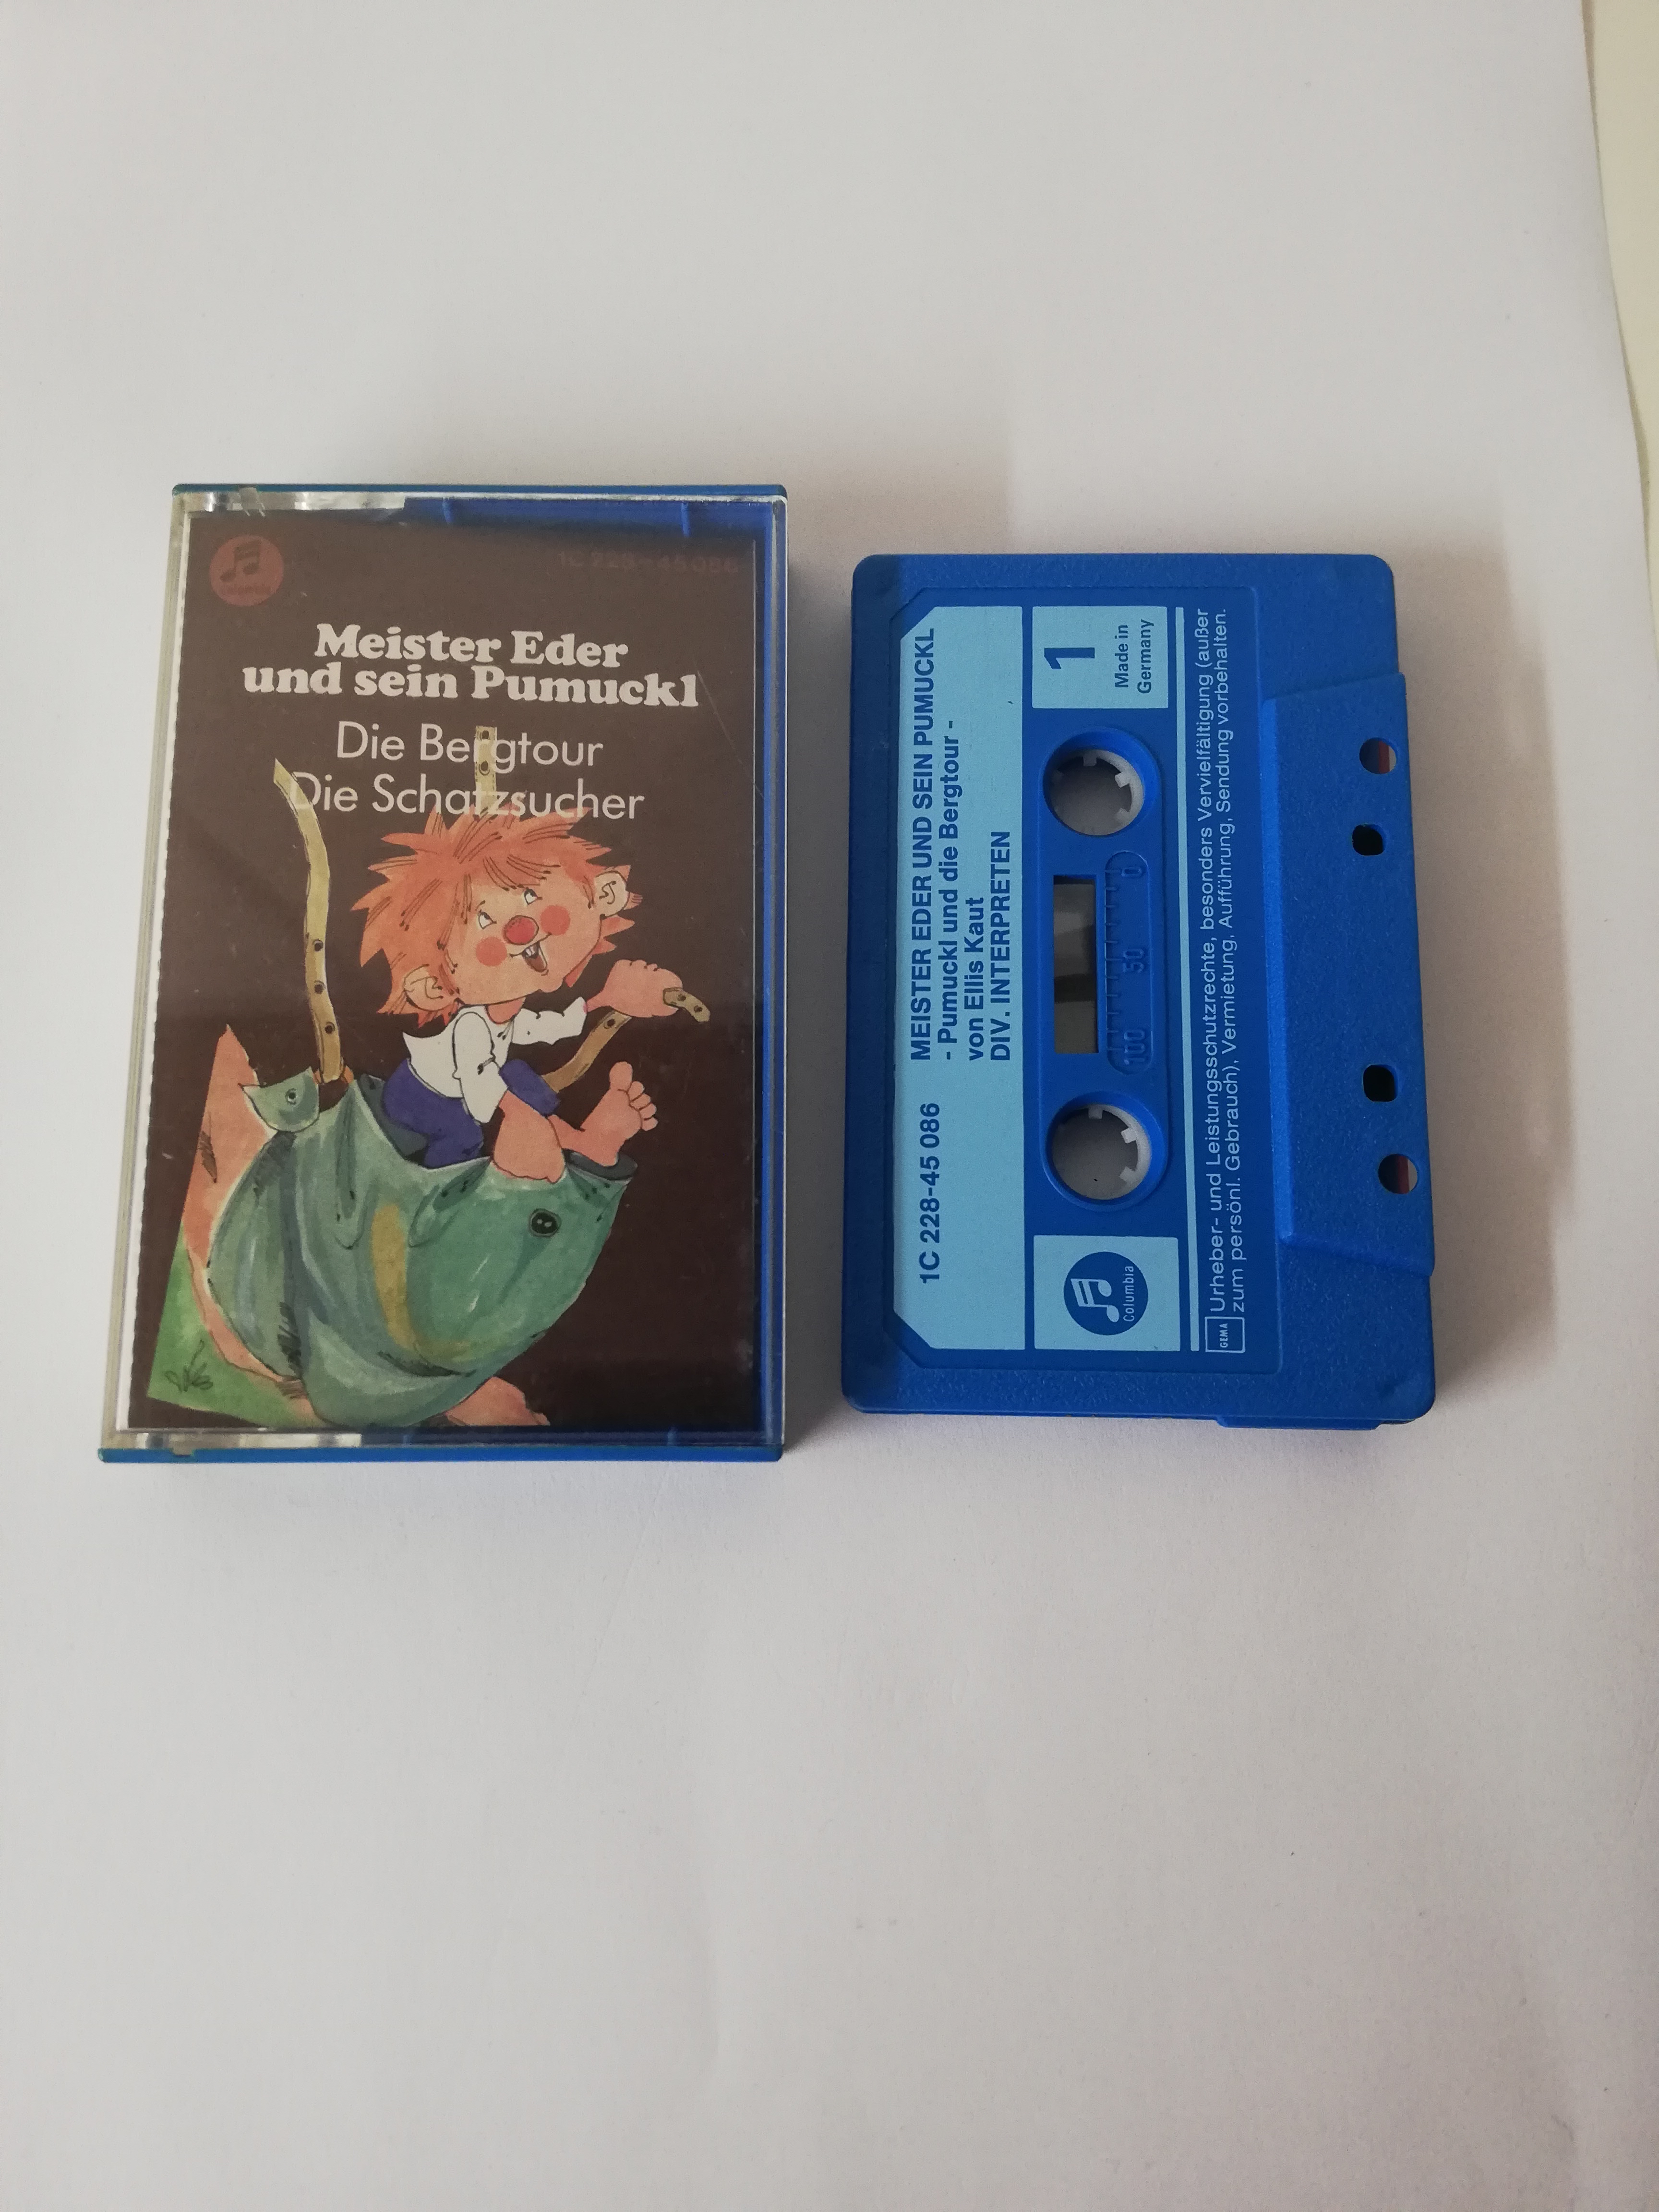 1C 228-45 086
Meister Eder
und sein Pumuckl
Die Bergtour
Die Schatzsucher
1C 228-45 086
MEISTER EDER UND SEIN PUMUCKL
- Pumuckl und die Bergtour -
von Ellis Kaut
DIV. INTERPRETEN
Columbia
1
Made in
Germany
100 50 0
GEMA
Urheber- und Leistungsschutzrechte, besonders Vervielfältigung (außer
zum persönl. Gebrauch), Vermietung, Aufführung, Sendung vorbehalten.